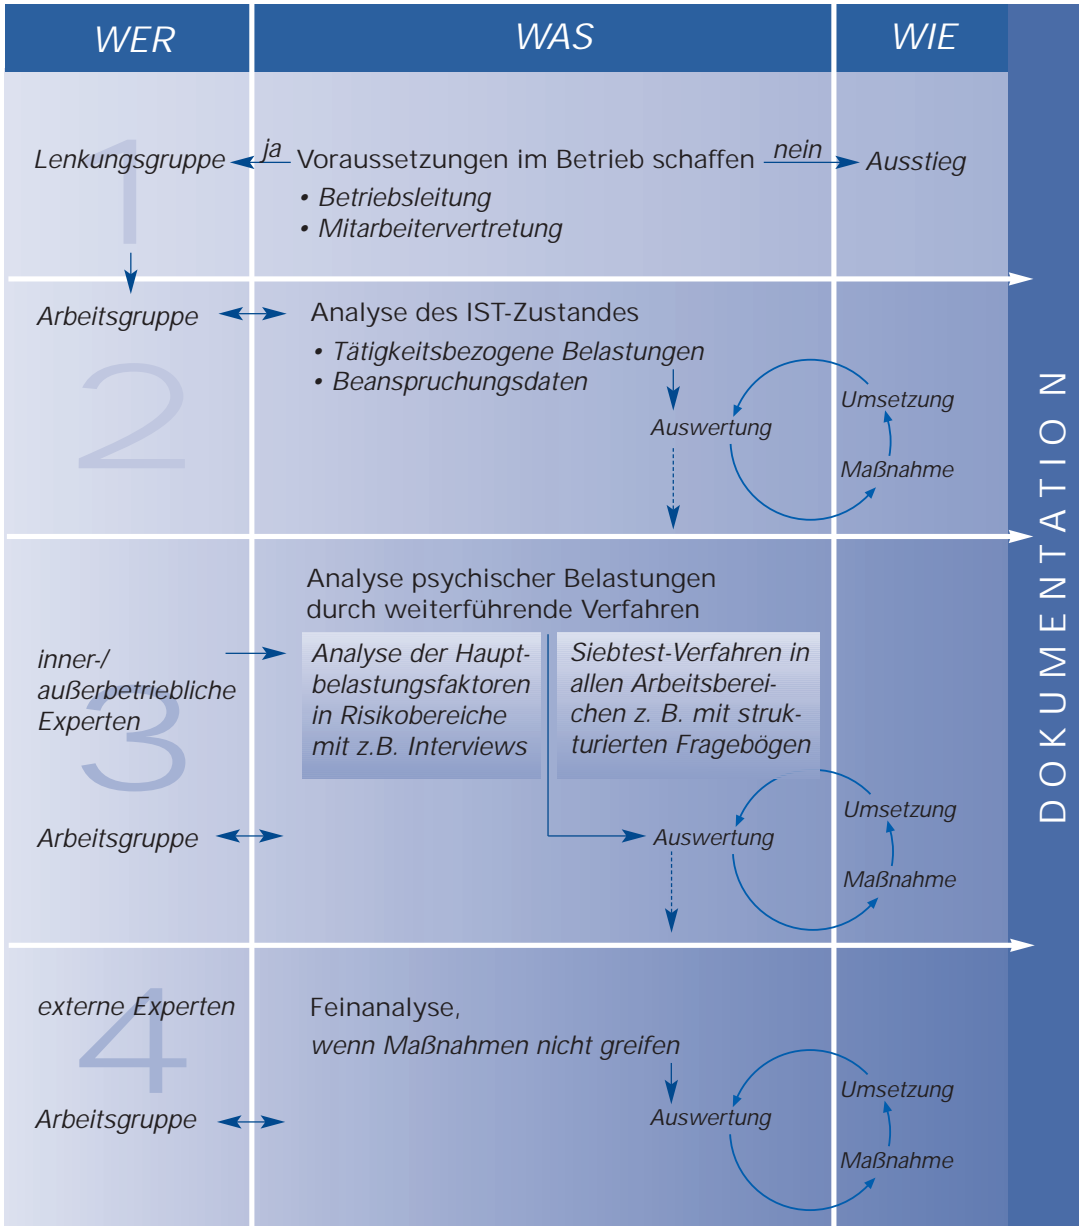 WER
WAS
WIE
1
Lenkungsgruppe
ja
Voraussetzungen im Betrieb schaffen
nein
Ausstieg
• Betriebsleitung
• Mitarbeitervertretung
2
Arbeitsgruppe
Analyse des IST-Zustandes
• Tätigkeitsbezogene Belastungen
• Beanspruchungsdaten
Auswertung
Umsetzung
Maßnahme
3
Analyse psychischer Belastungen
durch weiterführende Verfahren
inner-/
außerbetriebliche
Experten
Analyse der Haupt-
belastungsfaktoren
in Risikobereiche
mit z.B. Interviews
Siebtest-Verfahren in
allen Arbeitsberei-
chen z. B. mit struk-
turierten Fragebögen
Arbeitsgruppe
Auswertung
Umsetzung
Maßnahme
4
externe Experten
Feinanalyse,
wenn Maßnahmen nicht greifen
Arbeitsgruppe
Auswertung
Umsetzung
Maßnahme
DOKUMENTATION